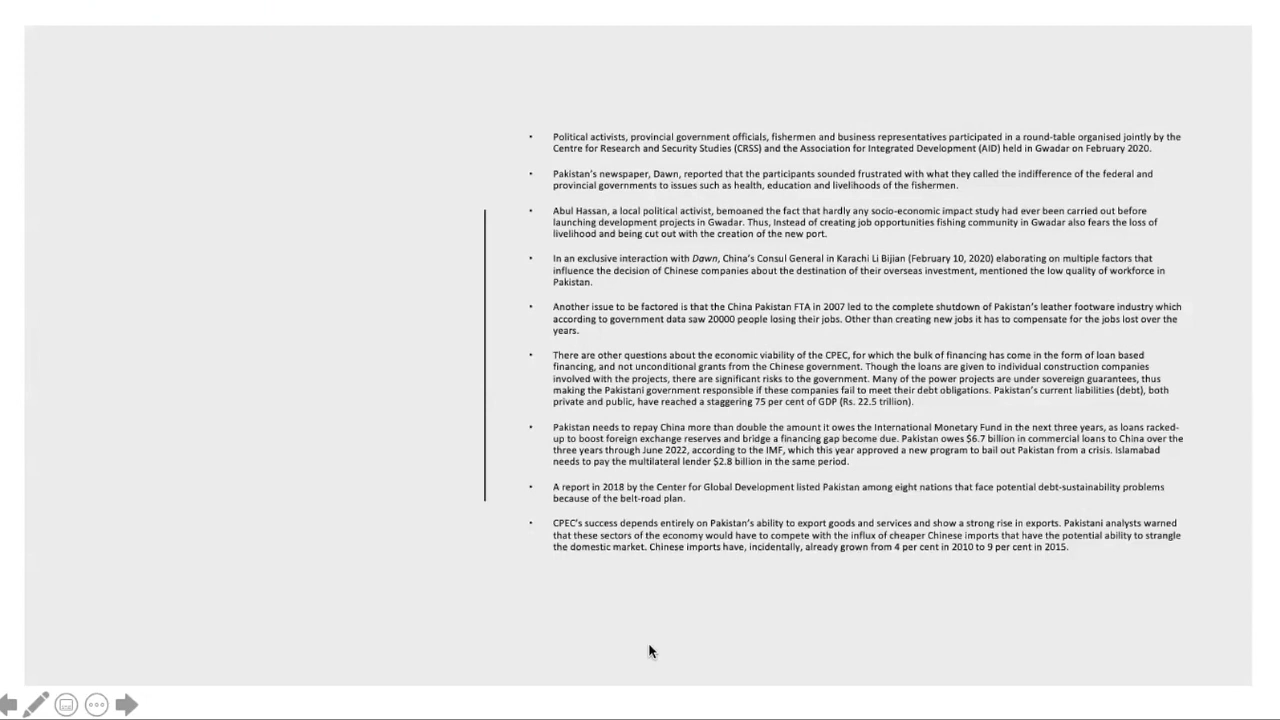 • Political activists, provincial government officials, fishermen and business representatives participated in a round-table organised jointly by the
Centre for Research and Security Studies (CRSS) and the Association for Integrated Development (AID) held in Gwadar on February 2020.
• Pakistan's newspaper, Dawn, reported that the participants sounded frustrated with what they called the indifference of the federal and
provincial governments to issues such as health, education and livelihoods of the fishermen.
• Abul Hassan, a local political activist, bemoaned the fact that hardly any socio-economic impact study had ever been carried out before
launching development projects in Gwadar. Thus, Instead of creating job opportunities fishing community in Gwadar also fears the loss of
livelihood and being cut out with the creation of the new port.
• In an exclusive interaction with Dawn, China's Consul General in Karachi Li Bijian (February 10, 2020) elaborating on multiple factors that
influence the decision of Chinese companies about the destination of their overseas investment, mentioned the low quality of workforce in
Pakistan.
• Another issue to be factored is that the China Pakistan FTA in 2007 led to the complete shutdown of Pakistan's leather footware industry which
according to government data saw 20000 people losing their jobs. Other than creating new jobs it has to compensate for the jobs lost over the
years.
• There are other questions about the economic viability of the CPEC, for which the bulk of financing has come in the form of loan based
financing, and not unconditional grants from the Chinese government. Though the loans are given to individual construction companies
involved with the projects, there are significant risks to the government. Many of the power projects are under sovereign guarantees, thus
making the Pakistani government responsible if these companies fail to meet their debt obligations. Pakistan's current liabilities (debt), both
private and public, have reached a staggering 75 per cent of GDP (Rs. 22.5 trillion).
• Pakistan needs to repay China more than double the amount it owes the International Monetary Fund in the next three years, as loans racked-
up to boost foreign exchange reserves and bridge a financing gap become due. Pakistan owes $6.7 billion in commercial loans to China over the
three years through June 2022, according to the IMF, which this year approved a new program to bail out Pakistan from a crisis. Islamabad
needs to pay the multilateral lender $2.8 billion in the same period.
• A report in 2018 by the Center for Global Development listed Pakistan among eight nations that face potential debt-sustainability problems
because of the belt-road plan.
• CPEC's success depends entirely on Pakistan's ability to export goods and services and show a strong rise in exports. Pakistani analysts warned
that these sectors of the economy would have to compete with the influx of cheaper Chinese imports that have the potential ability to strangle
the domestic market. Chinese imports have, incidentally, already grown from 4 per cent in 2010 to 9 per cent in 2015.